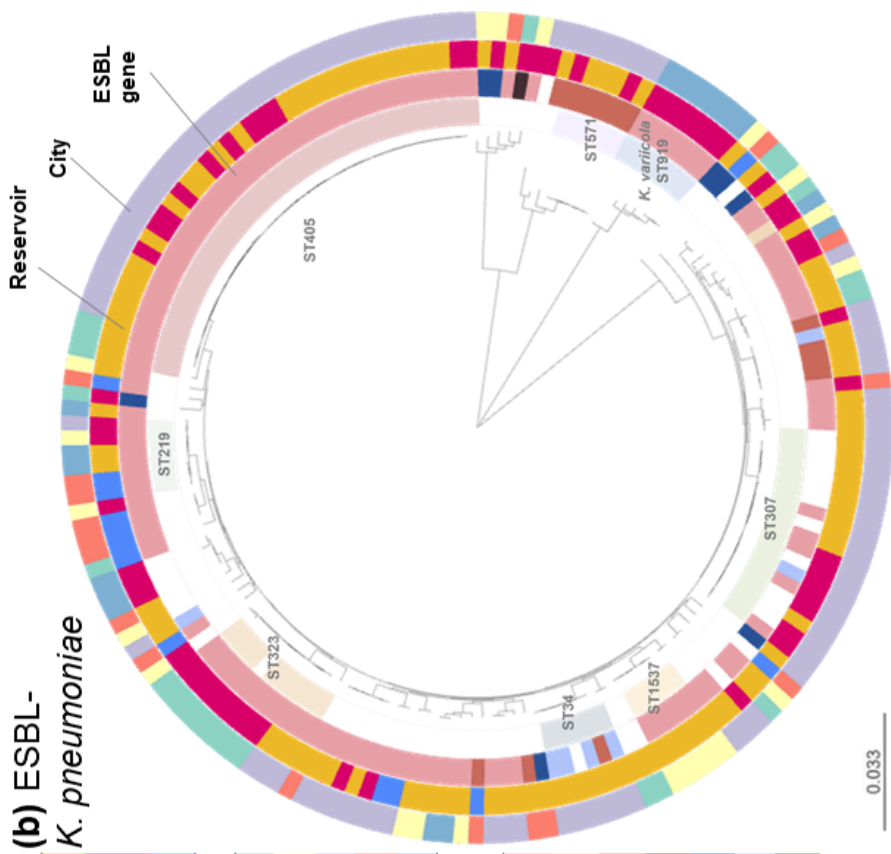 (b) ESBL-
K. pneumoniae
Reservoir
City
ESBL
gene
ST405
ST571
K. variicola
ST919
ST219
ST307
ST323
ST34
ST1537
0.033